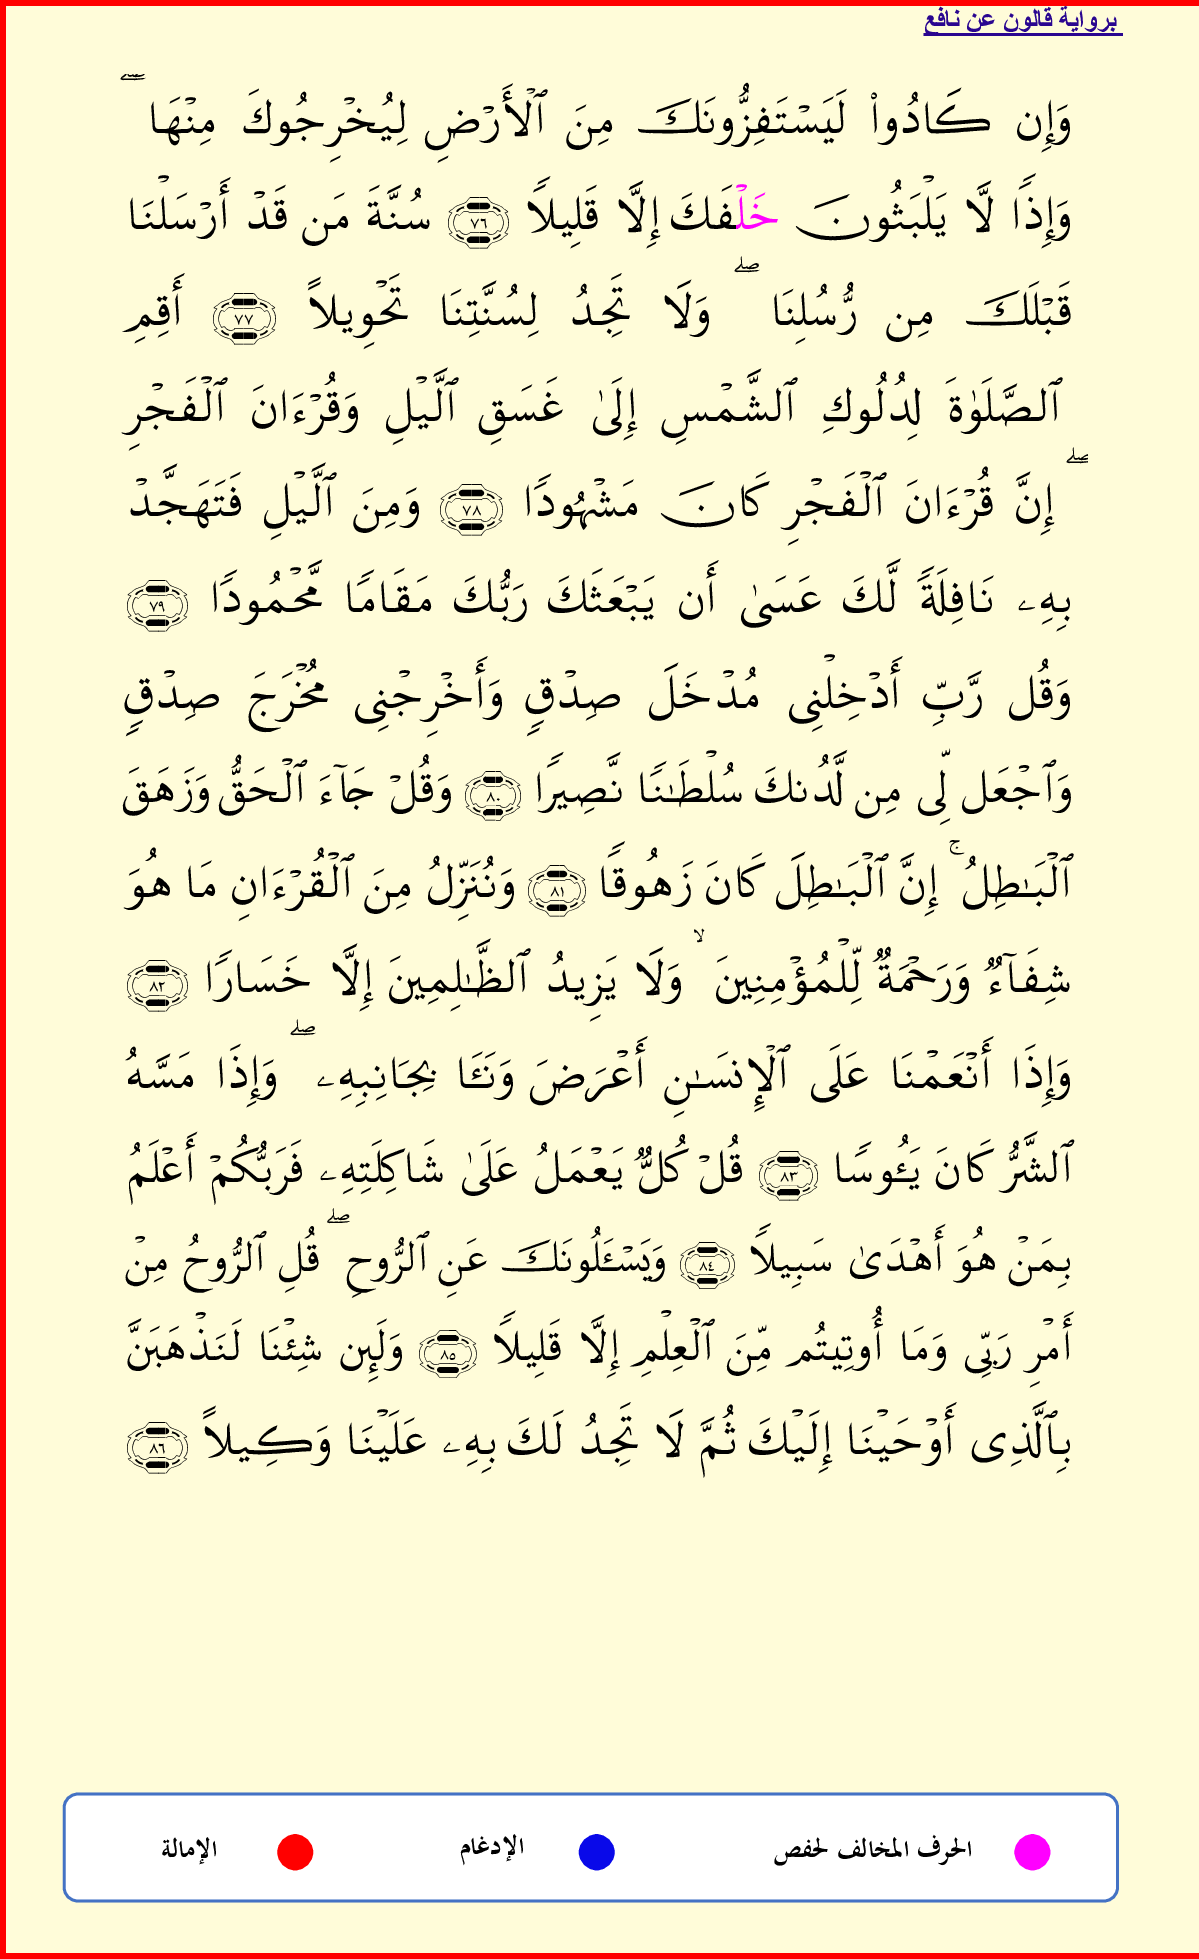 برواية قالون عن نافع
وَإِن كَادُوا۟ لَيَسْتَفِزُّونَكَ مِنَ ٱلْأَرْضِ لِيُخْرِجُوكَ مِنْهَا ۖ
وَإِذًا لَّا يَلْبَثُونَ خَلْفَكَ إِلَّا قَلِيلًا ٧٦ سُنَّةَ مَن قَدْ أَرْسَلْنَا
قَبْلَكَ مِن رُّسُلِنَا ۖ وَلَا تَجِدُ لِسُنَّتِنَا تَحْوِيلًا ٧٧ أَقِمِ
ٱلصَّلَوٰةَ لِدُلُوكِ ٱلشَّمْسِ إِلَىٰ غَسَقِ ٱلَّيْلِ وَقُرْءَانَ ٱلْفَجْرِ
ۖ إِنَّ قُرْءَانَ ٱلْفَجْرِ كَانَ مَشْهُودًا ٧٨ وَمِنَ ٱلَّيْلِ فَتَهَجَّدْ
بِهِۦ نَافِلَةً لَّكَ عَسَىٰ أَن يَبْعَثَكَ رَبُّكَ مَقَامًا مَّحْمُودًا ٧٩
وَقُل رَّبِّ أَدْخِلْنِى مُدْخَلَ صِدْقٍ وَأَخْرِجْنِى مُخْرَجَ صِدْقٍ
وَٱجْعَل لِّى مِن لَّدُنكَ سُلْطَـٰنًا نَّصِيرًا ٨٠ وَقُلْ جَآءَ ٱلْحَقُّ وَزَهَقَ
ٱلْبَـٰطِلُ ۚ إِنَّ ٱلْبَـٰطِلَ كَانَ زَهُوقًا ٨١ وَنُنَزِّلُ مِنَ ٱلْقُرْءَانِ مَا هُوَ
شِفَآءٌ وَرَحْمَةٌ لِّلْمُؤْمِنِينَ ۙ وَلَا يَزِيدُ ٱلظَّـٰلِمِينَ إِلَّا خَسَارًا ٨٢
وَإِذَا أَنْعَمْنَا عَلَى ٱلْإِنسَـٰنِ أَعْرَضَ وَنَـَٔا بِجَانِبِهِۦ ۖ وَإِذَا مَسَّهُ
ٱلشَّرُّ كَانَ يَـُٔوسًا ٨٣ قُلْ كُلٌّ يَعْمَلُ عَلَىٰ شَاكِلَتِهِۦ فَرَبُّكُمْ أَعْلَمُ
بِمَنْ هُوَ أَهْدَىٰ سَبِيلًا ٨٤ وَيَسْـَٔلُونَكَ عَنِ ٱلرُّوحِ ۖ قُلِ ٱلرُّوحُ مِنْ
أَمْرِ رَبِّى وَمَا أُوتِيتُم مِّنَ ٱلْعِلْمِ إِلَّا قَلِيلًا ٨٥ وَلَئِن شِئْنَا لَنَذْهَبَنَّ
بِٱلَّذِى أَوْحَيْنَا إِلَيْكَ ثُمَّ لَا تَجِدُ لَكَ بِهِۦ عَلَيْنَا وَكِيلًا ٨٦
الحرف المخالف لحفص الإدغام الإمالة